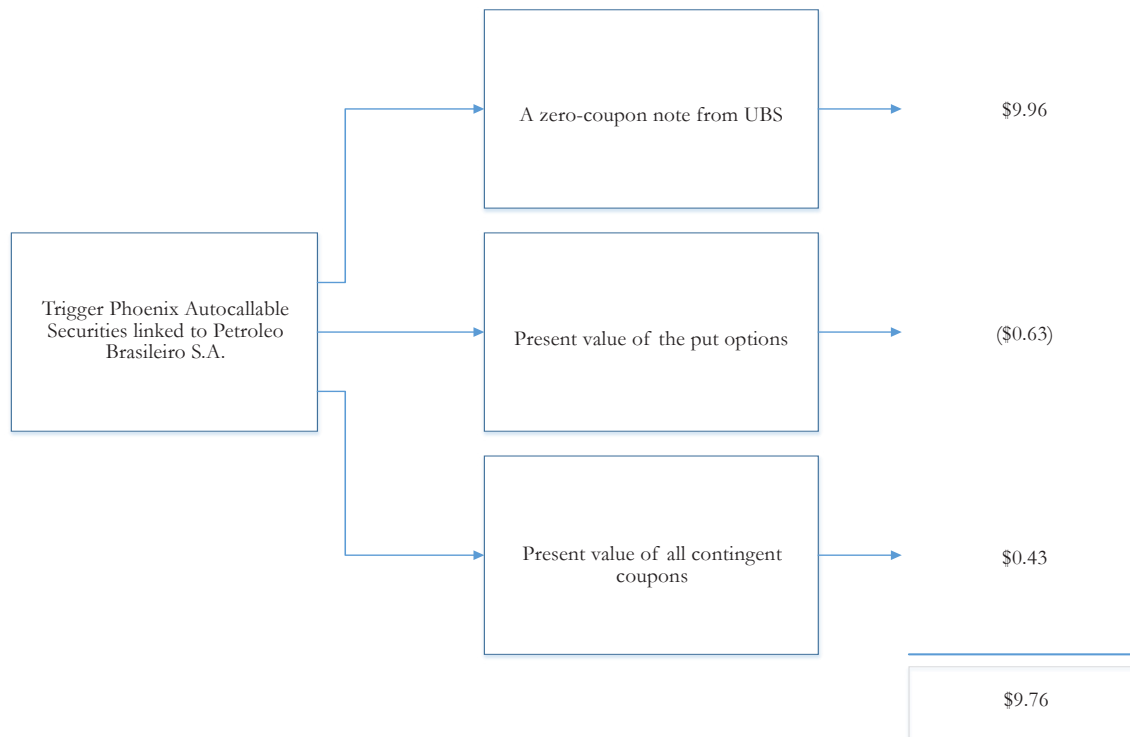 A zero-coupon note from UBS
$9.96
Trigger Phoenix Autocallable
Securities linked to Petroleo
Brasileiro S.A.
Present value of the put options
($0.63)
Present value of all contingent
coupons
$0.43
$9.76